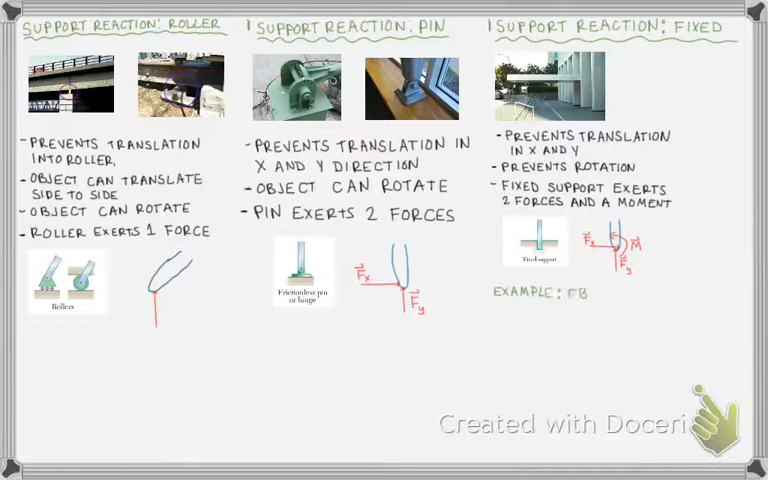 SUPPORT REACTION: ROLLER
- PREVENTS TRANSLATION
INTO ROLLER.
- OBJECT CAN TRANSLATE
SIDE TO SIDE
- OBJECT CAN ROTATE
- ROLLER EXERTS 1 FORCE
Rollers
SUPPORT REACTION: PIN
- PREVENTS TRANSLATION IN
X AND Y DIRECTION
- OBJECT CAN ROTATE
- PIN EXERTS 2 FORCES
Frictionless pin
or hinge
Fx
Fy
SUPPORT REACTION: FIXED
- PREVENTS TRANSLATION
IN X AND Y
- PREVENTS ROTATION
- FIXED SUPPORT EXERTS
2 FORCES AND A MOMENT
Fixed support
Fx
M
Fy
EXAMPLE: FB
Created with Doceri